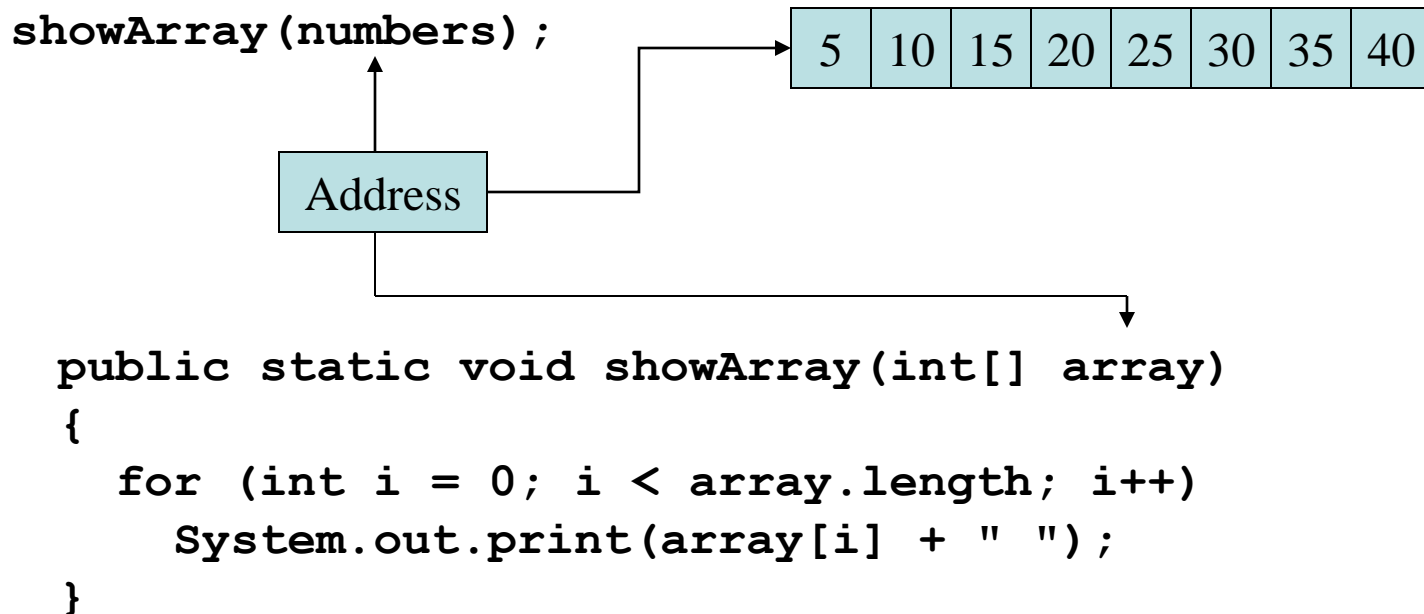 showArray(numbers);
5 10 15 20 25 30 35 40
Address
public static void showArray(int[] array)
{
for (int i = 0; i < array.length; i++)
System.out.print(array[i] + " ");
}